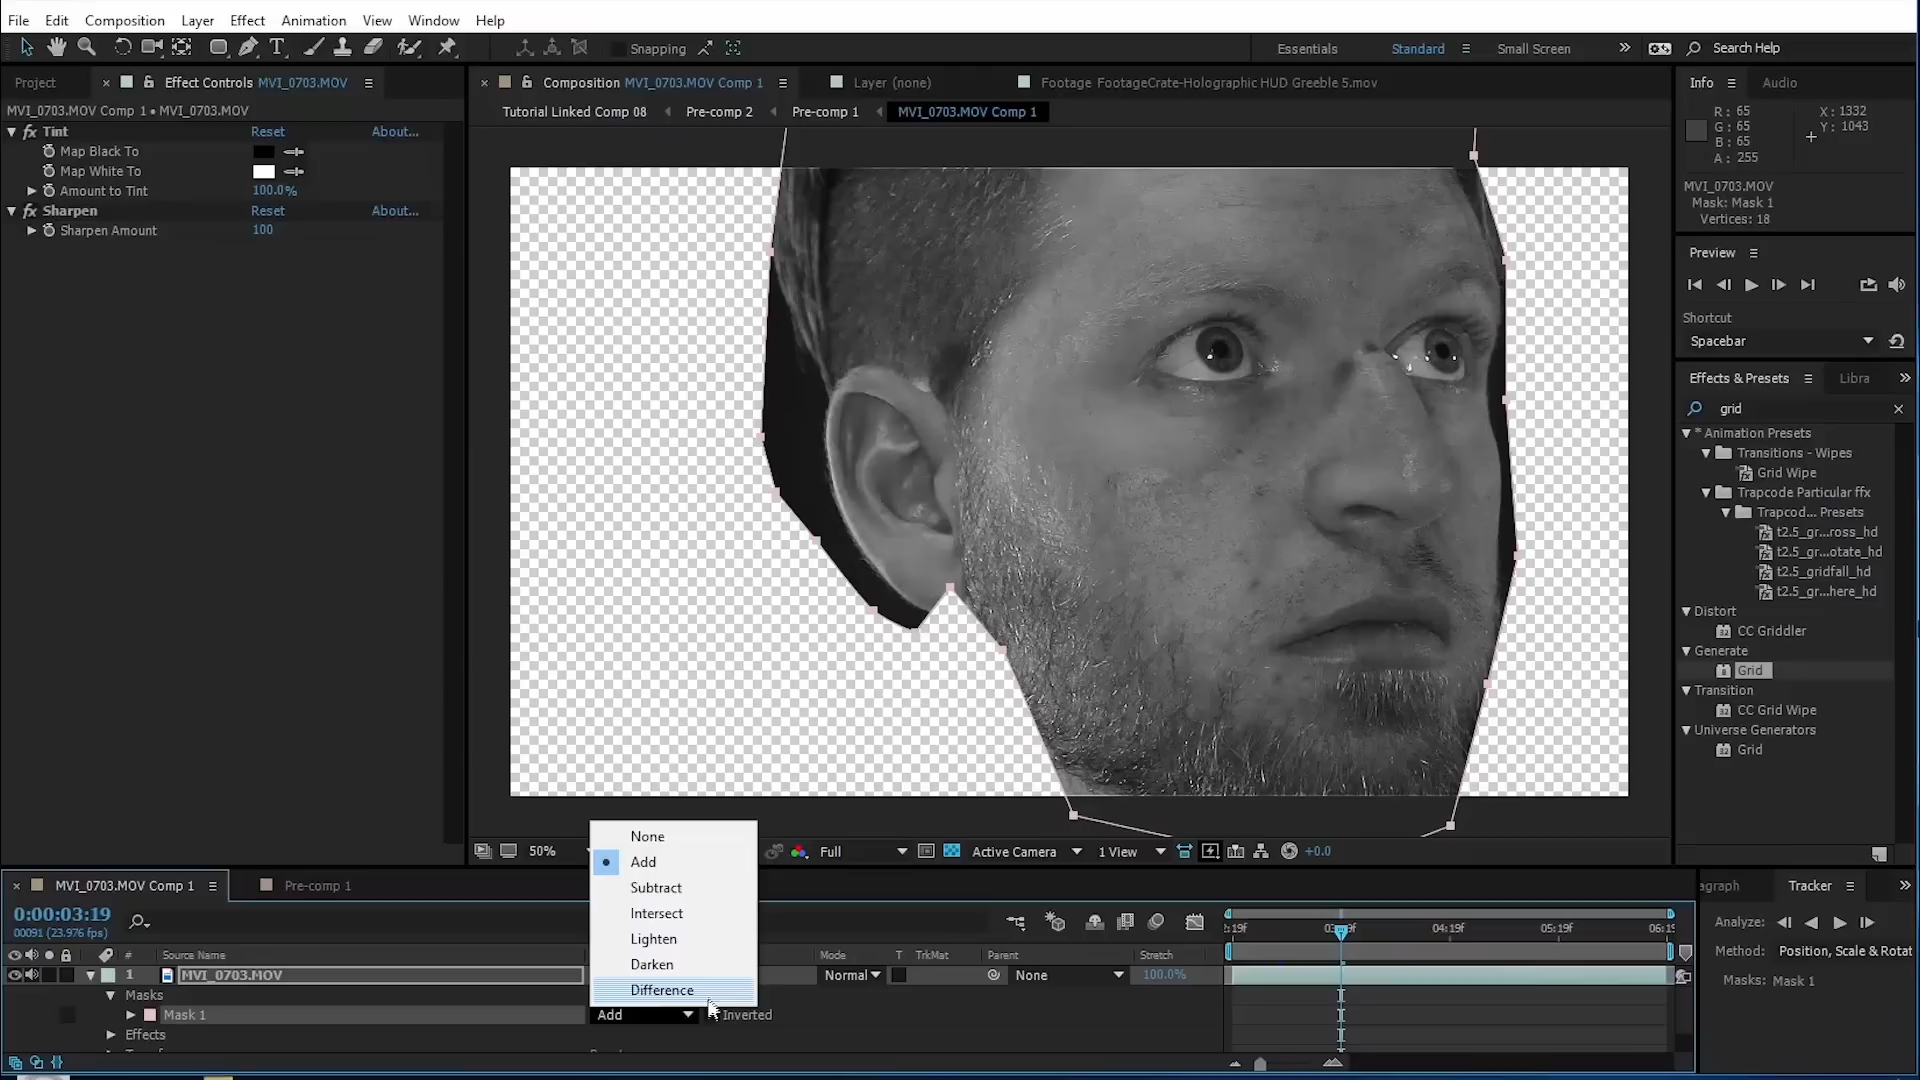 File Edit Composition Layer Effect Animation View Window Help
Snapping Essentials Standard Small Screen Search Help
Project Effect Controls MVI_0703.MOV
MVI_0703.MOV Comp 1 • MVI_0703.MOV
fx Tint Reset About...
Map Black To
Map White To
Amount to Tint 100.0%
fx Sharpen Reset About...
Sharpen Amount 100
Composition MVI_0703.MOV Comp 1 Layer (none) Footage FootageCrate-Holographic HUD Greeble 5.mov
Tutorial Linked Comp 08 Pre-comp 2 Pre-comp 1 MVI_0703.MOV Comp 1
Info Audio
R: 65 X: 1332
G: 65 Y: 1043
B: 65
A: 255
MVI_0703.MOV
Mask: Mask 1
Vertices: 18
Preview
Shortcut
Spacebar
Effects & Presets Libra
grid
* Animation Presets
Transitions - Wipes
Grid Wipe
Trapcode Particular ffx
Trapcod... Presets
t2.5_gr...ross_hd
t2.5_gr...otate_hd
t2.5_gridfall_hd
t2.5_gr...here_hd
Distort
CC Griddler
Generate
Grid
Transition
CC Grid Wipe
Universe Generators
Grid
50% Full Active Camera 1 View +0.0
None
Add
Subtract
Intersect
Lighten
Darken
Difference
MVI_0703.MOV Comp 1 Pre-comp 1
0:00:03:19
00091 (23.976 fps)
# Source Name Mode T TrkMat Parent Stretch
1 MVI_0703.MOV Normal None 100.0%
Masks
Mask 1 Add Inverted
Effects
2:19f 04:19f 05:19f
agraph Tracker
Analyze:
Method: Position, Scale & Rotat
Masks: Mask 1